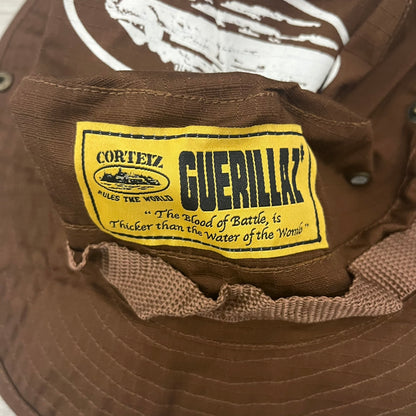 CORTEIZ
RULES THE WORLD
GUERILLAZ
"The Blood of Battle, is
Thicker than the Water of the Womb"